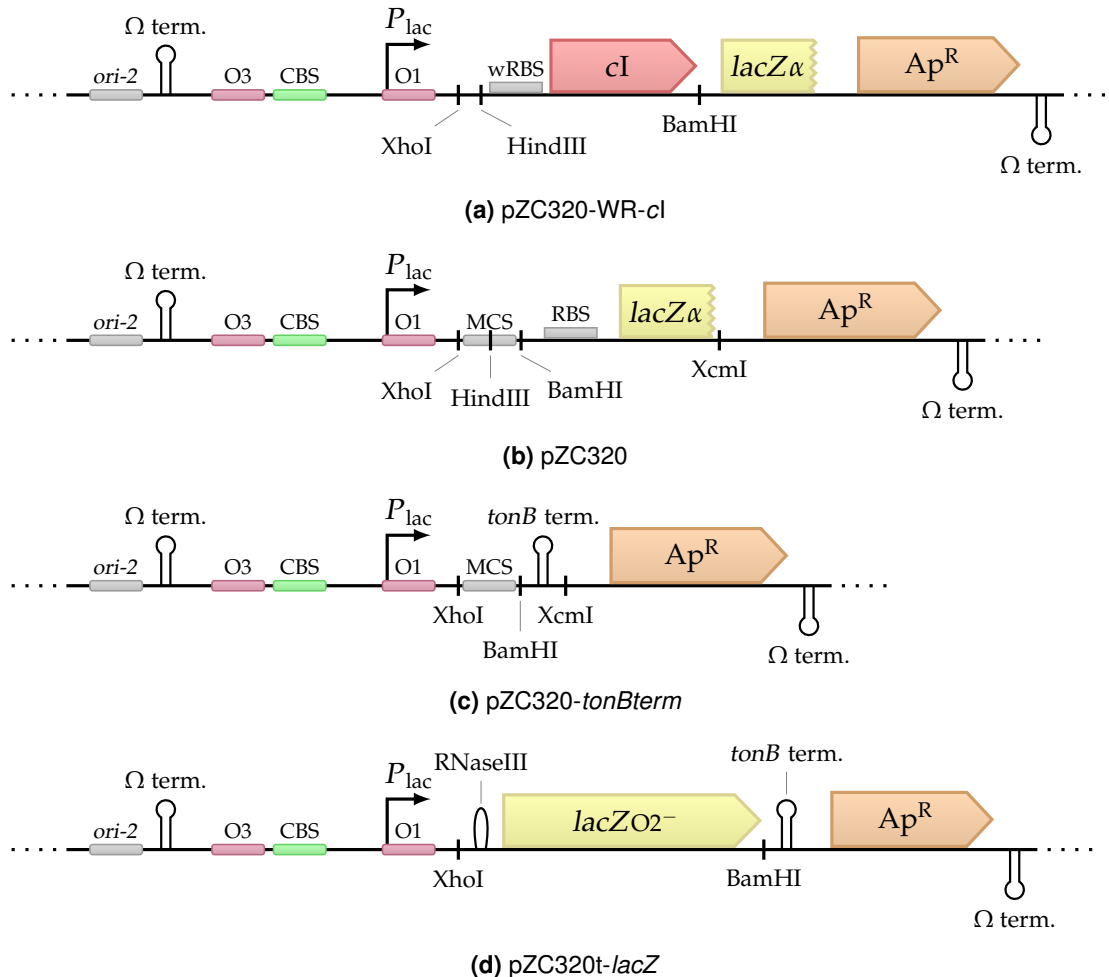 Ω term.
P_lac
ori-2 O3 CBS O1 wRBS cI lacZα Ap^R
XhoI HindIII BamHI
Ω term.
(a) pZC320-WR-cI
Ω term.
P_lac
ori-2 O3 CBS O1 MCS RBS lacZα Ap^R
XhoI HindIII BamHI XcmI
Ω term.
(b) pZC320
Ω term.
P_lac
tonB term.
ori-2 O3 CBS O1 MCS Ap^R
XhoI BamHI XcmI
Ω term.
(c) pZC320-tonBterm
Ω term.
P_lac
RNaseIII
tonB term.
ori-2 O3 CBS O1 lacZO2⁻ Ap^R
XhoI BamHI
Ω term.
(d) pZC320t-lacZ